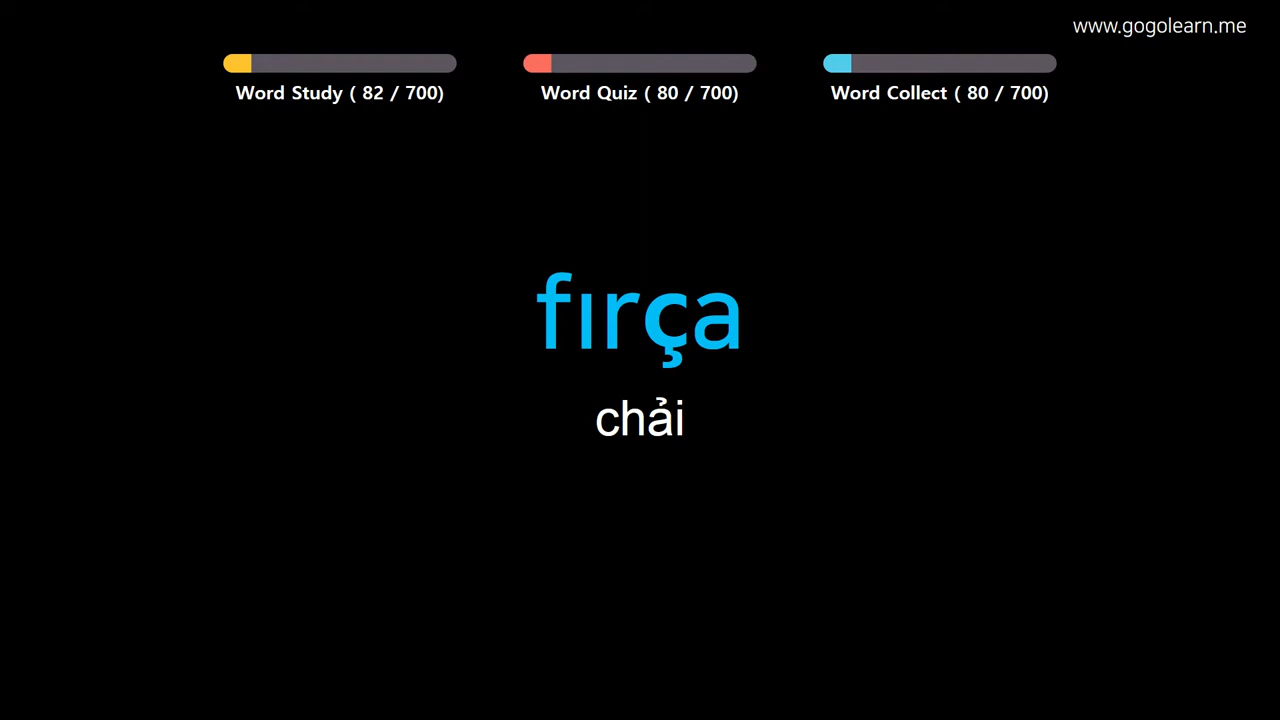 www.gogolearn.me
Word Study ( 82 / 700)
Word Quiz ( 80 / 700)
Word Collect ( 80 / 700)
fırça
chải